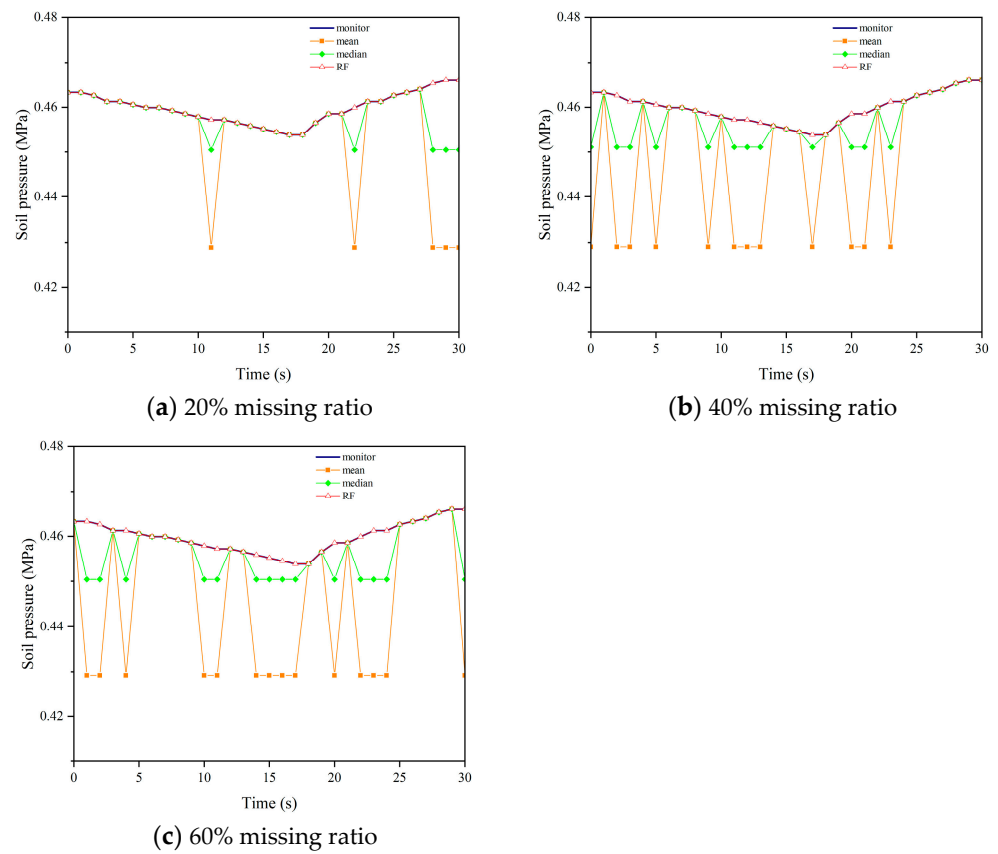 0.48
0.46
0.44
0.42
Soil pressure (MPa)
monitor
mean
median
RF
0 5 10 15 20 25 30
Time (s)
(a) 20% missing ratio
0.48
0.46
0.44
0.42
Soil pressure (MPa)
monitor
mean
median
RF
0 5 10 15 20 25 30
Time (s)
(b) 40% missing ratio
0.48
0.46
0.44
0.42
Soil pressure (MPa)
monitor
mean
median
RF
0 5 10 15 20 25 30
Time (s)
(c) 60% missing ratio